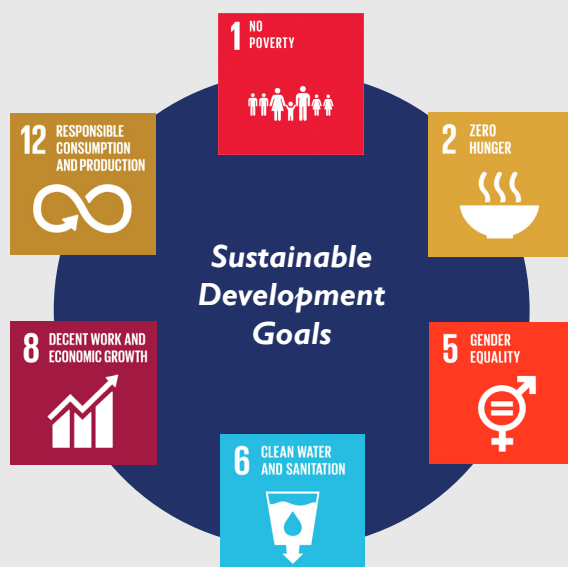 1 NO
POVERTY
2 ZERO
HUNGER
5 GENDER
EQUALITY
6 CLEAN WATER
AND SANITATION
8 DECENT WORK AND
ECONOMIC GROWTH
12 RESPONSIBLE
CONSUMPTION
AND PRODUCTION
Sustainable
Development
Goals